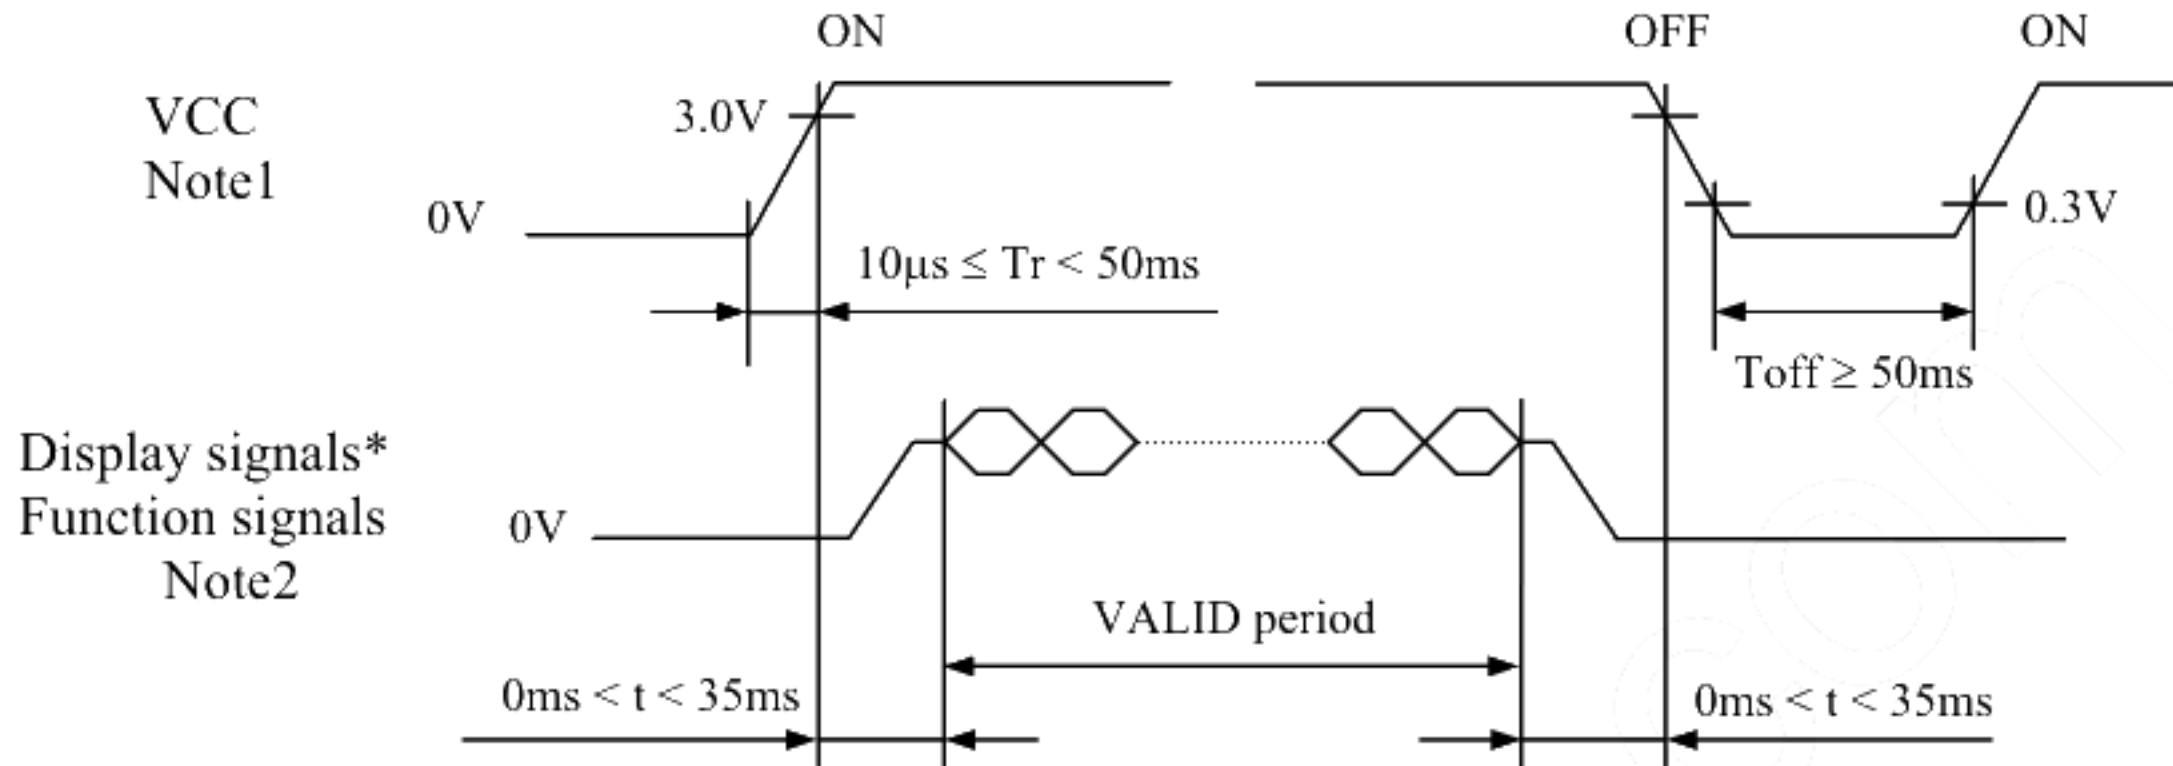 ON
OFF
ON
VCC
Note1
3.0V
0V
0.3V
10μs ≤ Tr < 50ms
Toff ≥ 50ms
Display signals*
Function signals
Note2
0V
VALID period
0ms < t < 35ms
0ms < t < 35ms